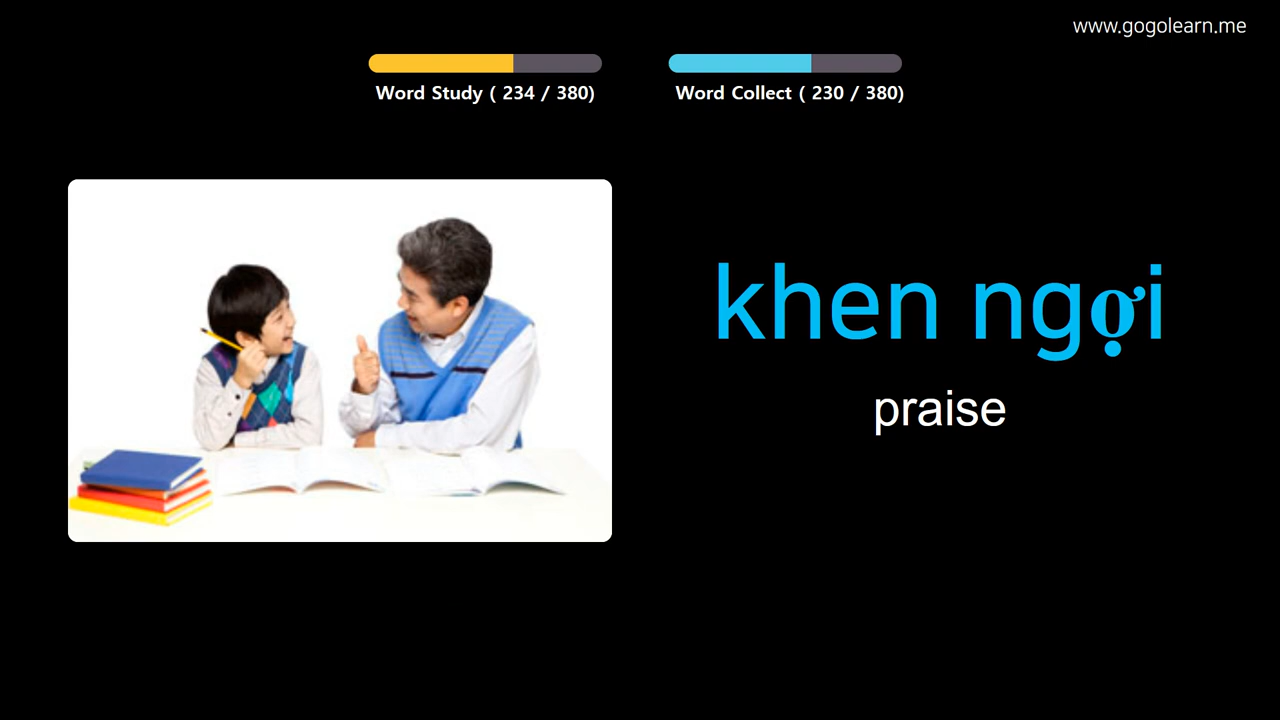 www.gogolearn.me
Word Study ( 234 / 380)
Word Collect ( 230 / 380)
khen ngợi
praise